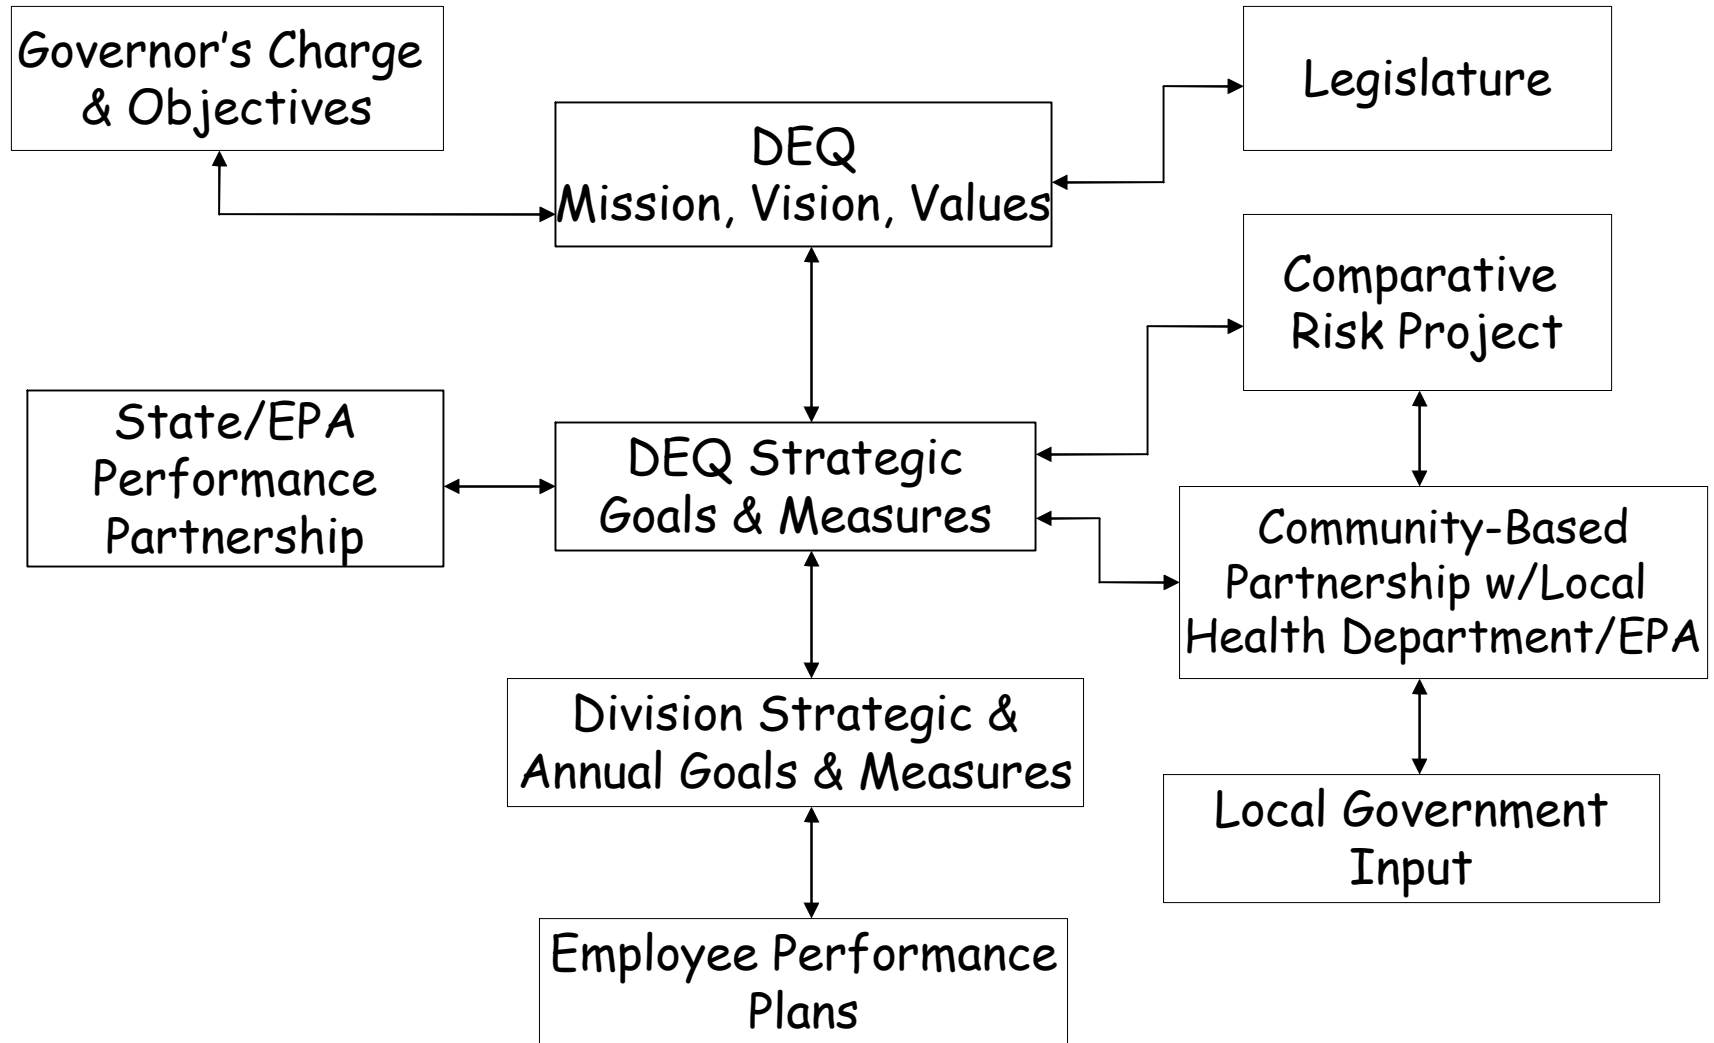 Governor's Charge
& Objectives
Legislature
DEQ
Mission, Vision, Values
Comparative
Risk Project
State/EPA
Performance
Partnership
DEQ Strategic
Goals & Measures
Community-Based
Partnership w/Local
Health Department/EPA
Division Strategic &
Annual Goals & Measures
Local Government
Input
Employee Performance
Plans